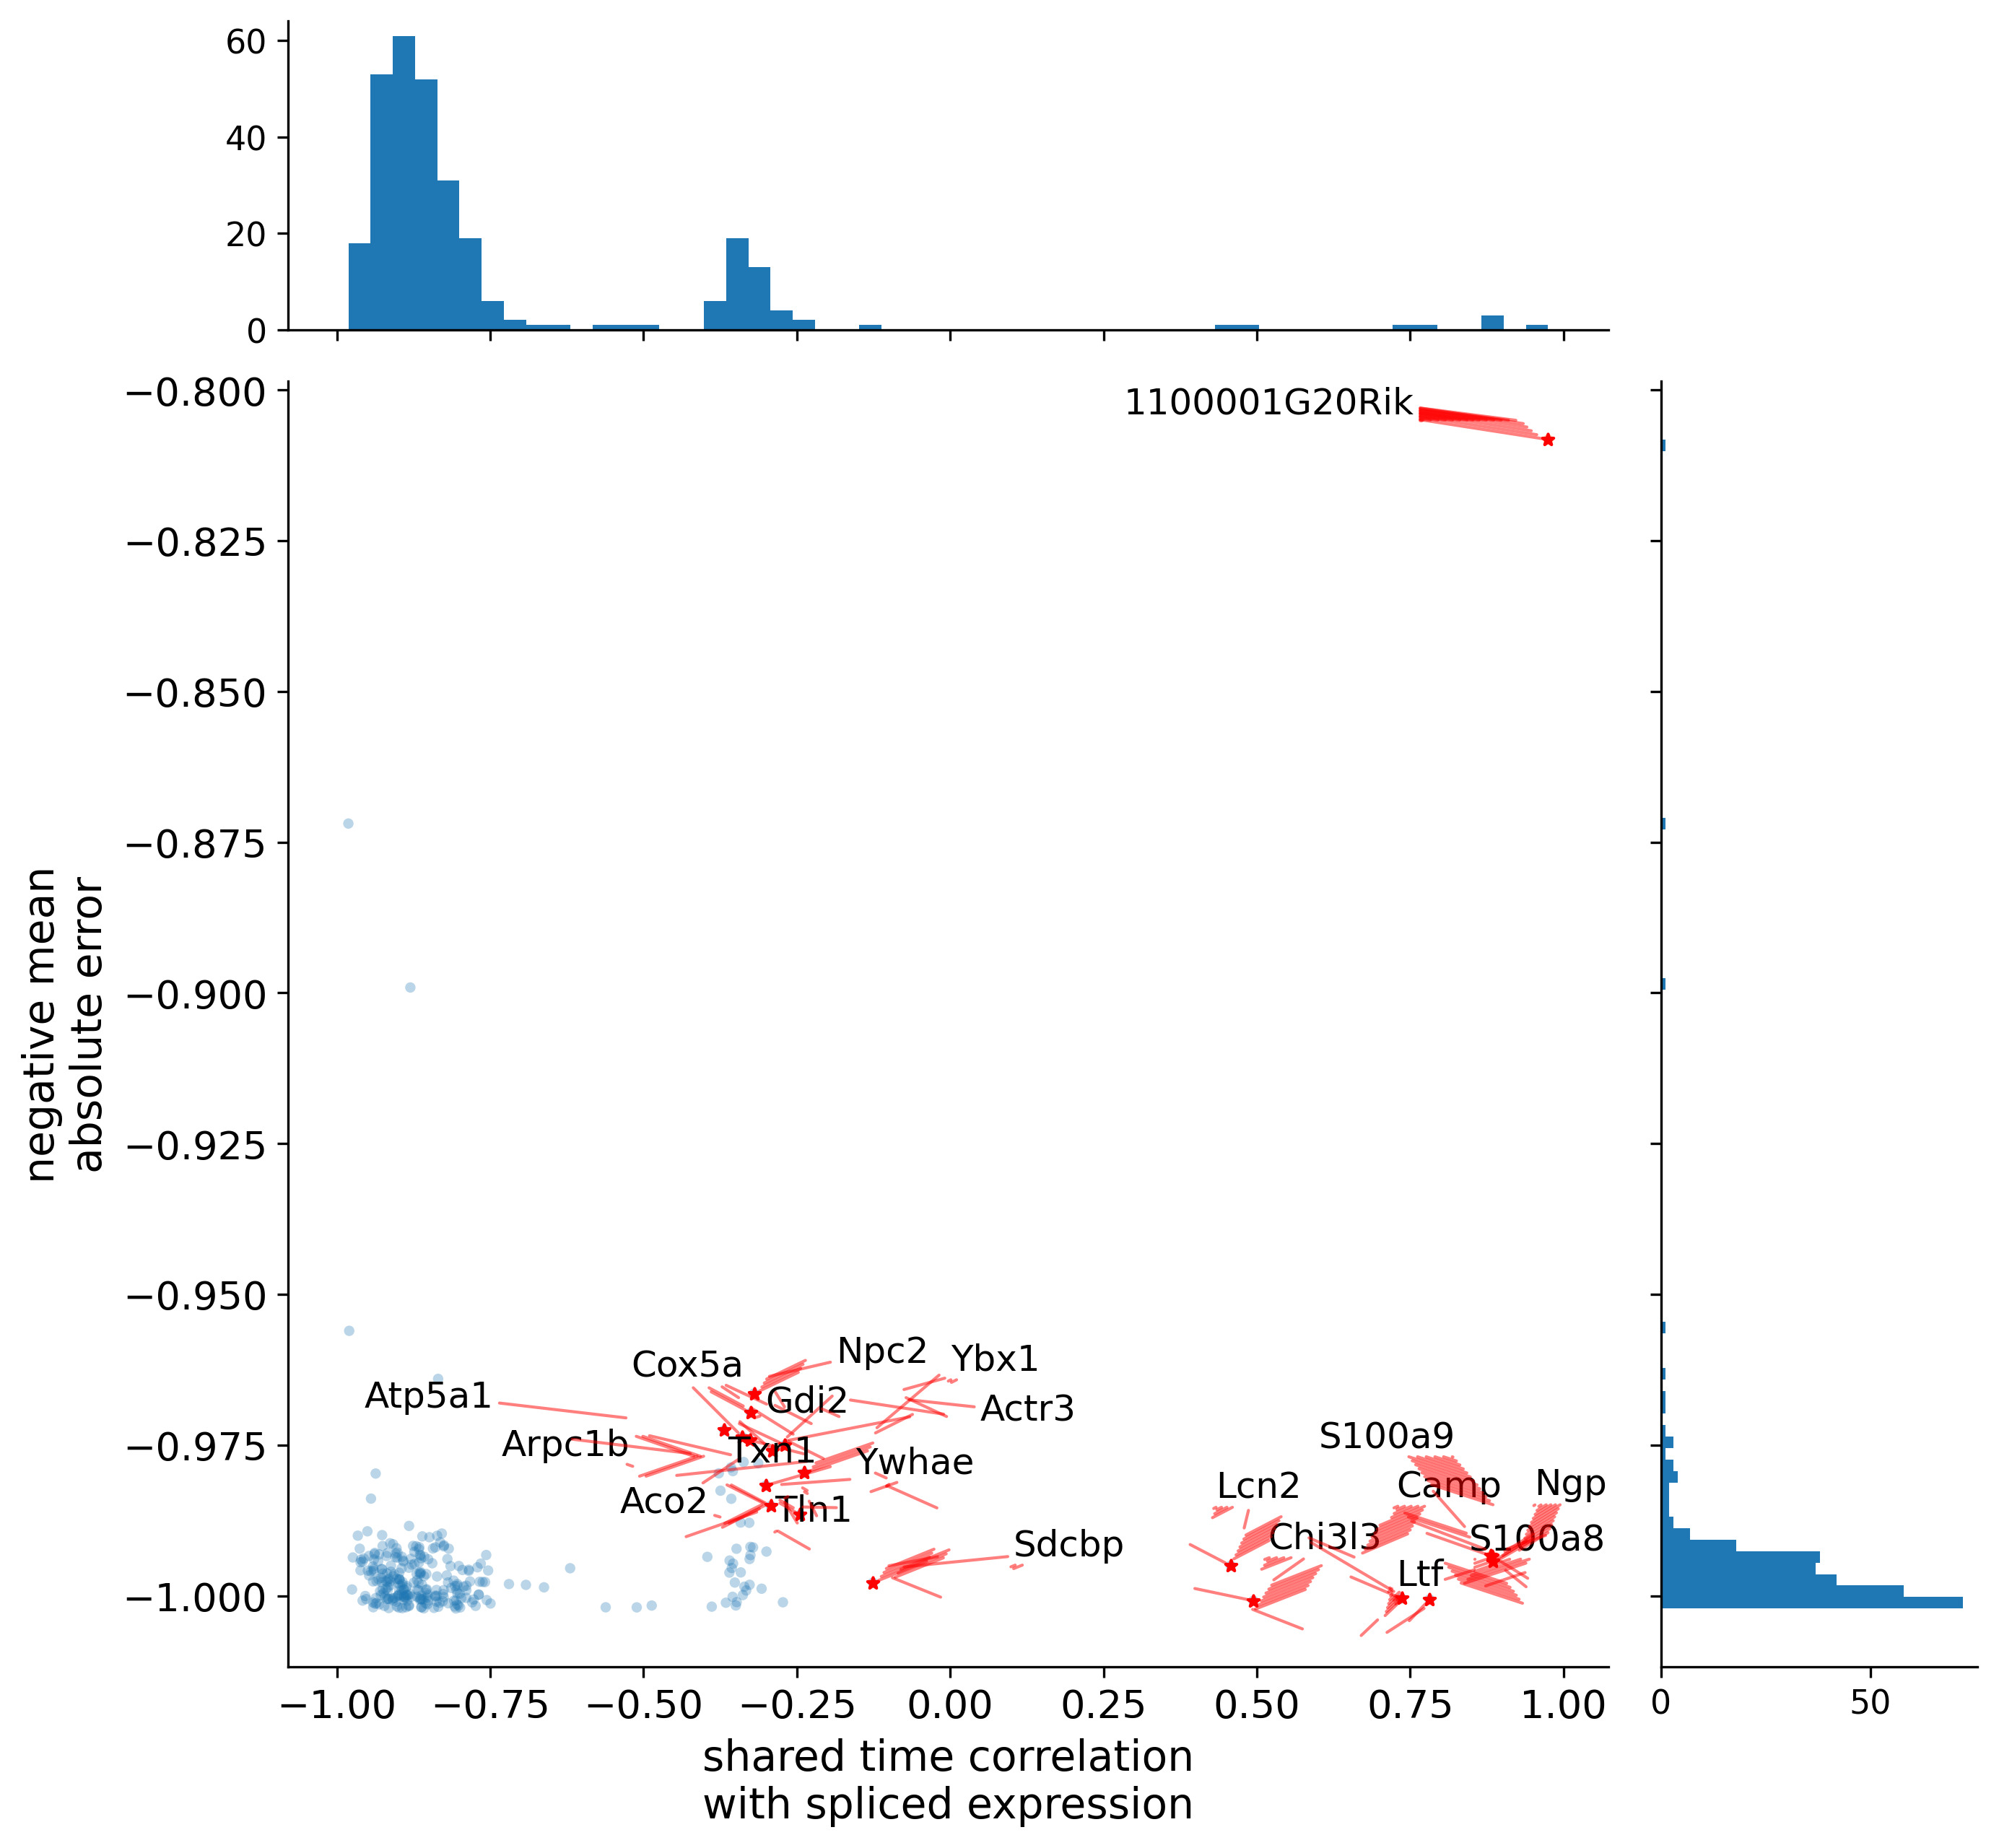 60
40
20
0
−0.800
−0.825
−0.850
−0.875
−0.900
−0.925
−0.950
−0.975
−1.000
negative mean
absolute error
1100001G20Rik
Npc2
Ybx1
Cox5a
Atp5a1
Gdi2
Actr3
Arpc1b
Txn1
Ywhae
S100a9
Lcn2
Camp
Ngp
Aco2
Tln1
Sdcbp
Chi3l3
S100a8
Ltf
−1.00 −0.75 −0.50 −0.25 0.00 0.25 0.50 0.75 1.00
0 50
shared time correlation
with spliced expression